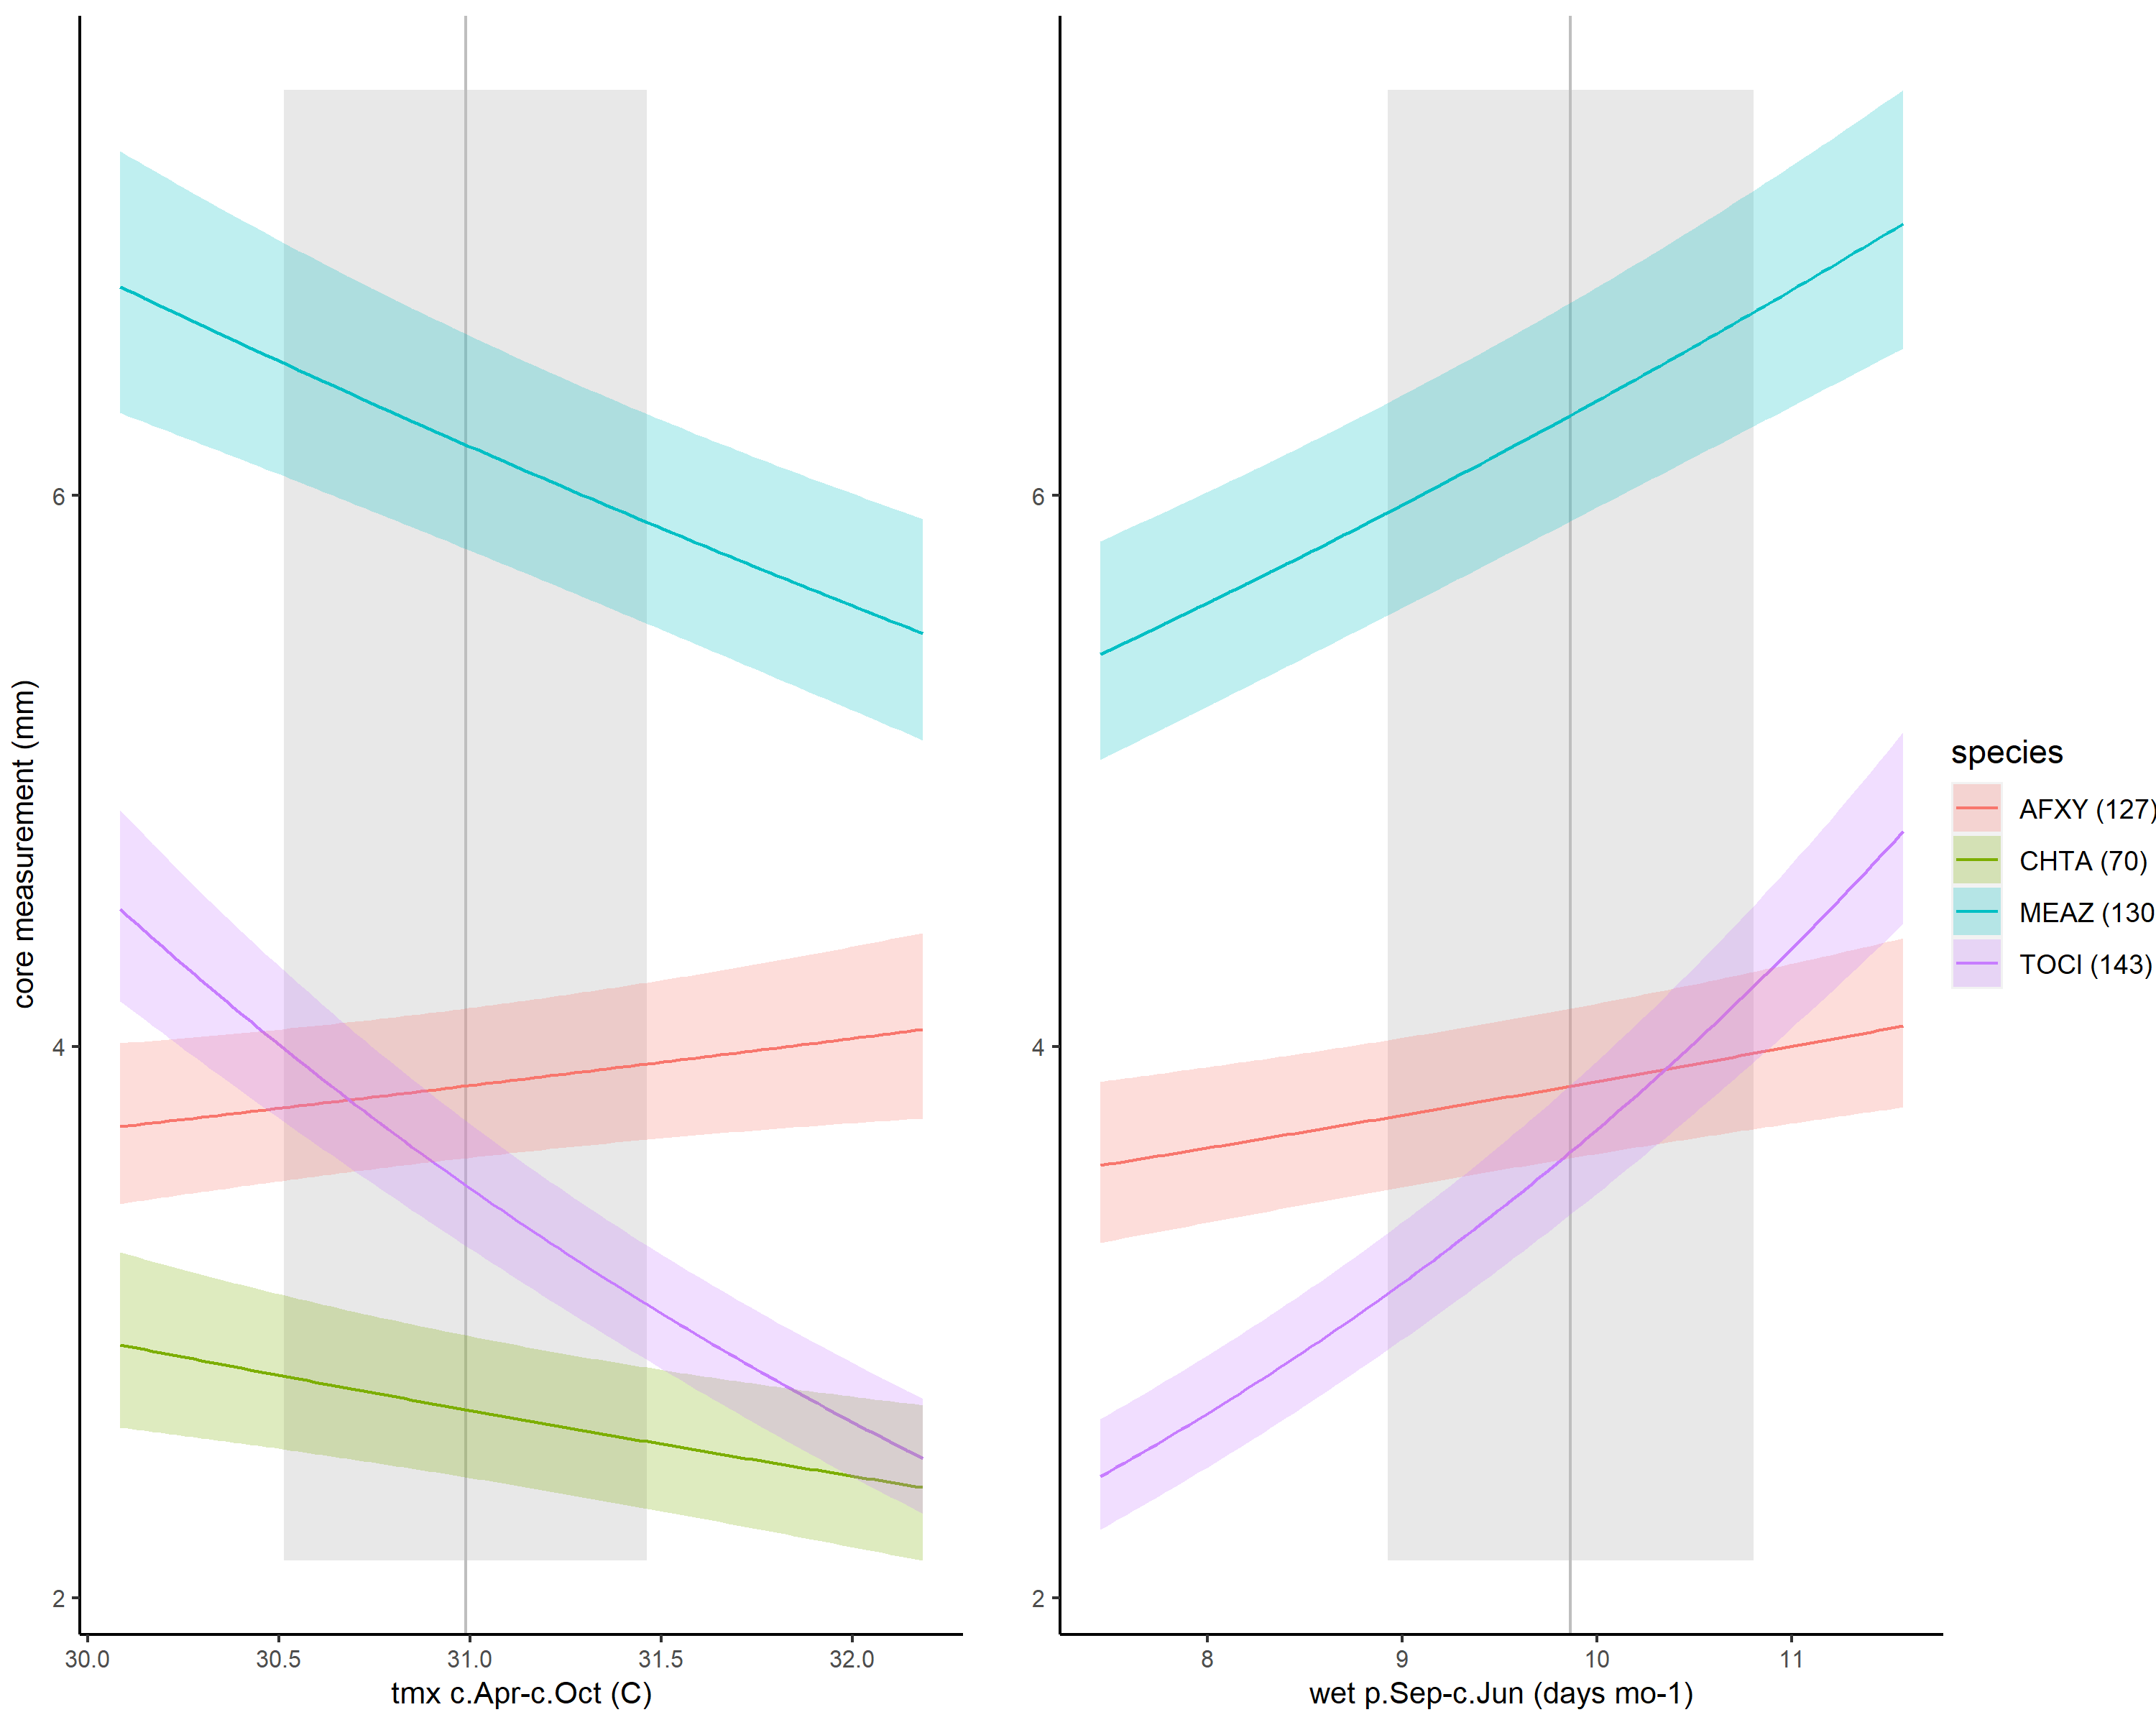 core measurement (mm)
6
4
2
30.0 30.5 31.0 31.5 32.0
tmx c.Apr-c.Oct (C)
6
4
2
8 9 10 11
wet p.Sep-c.Jun (days mo-1)
species
AFXY (127)
CHTA (70)
MEAZ (130
TOCI (143)